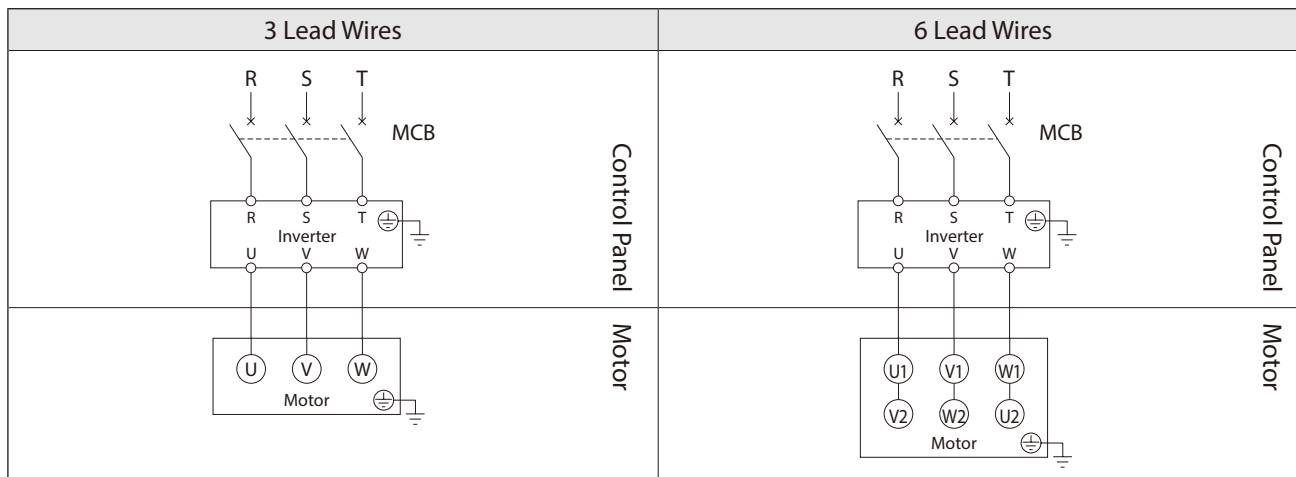 3 Lead Wires
6 Lead Wires
R S T
MCB
R S T
Inverter
U V W
Control Panel
U V W
Motor
Motor
R S T
MCB
R S T
Inverter
U V W
Control Panel
U1 V1 W1
V2 W2 U2
Motor
Motor